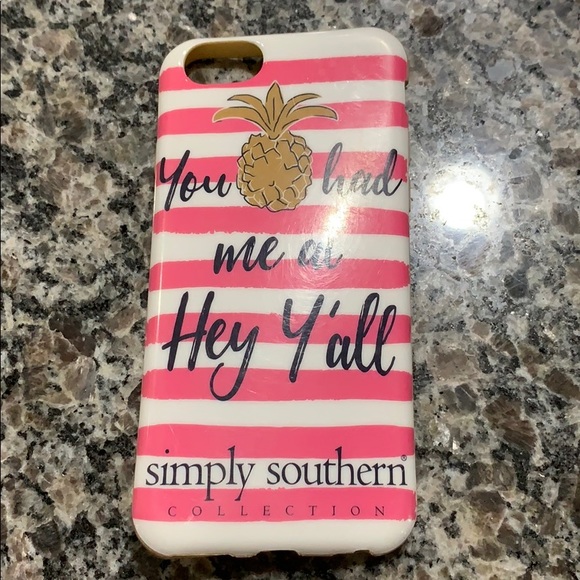 You had
me at
Hey Y'all
simply southern®
COLLECTION